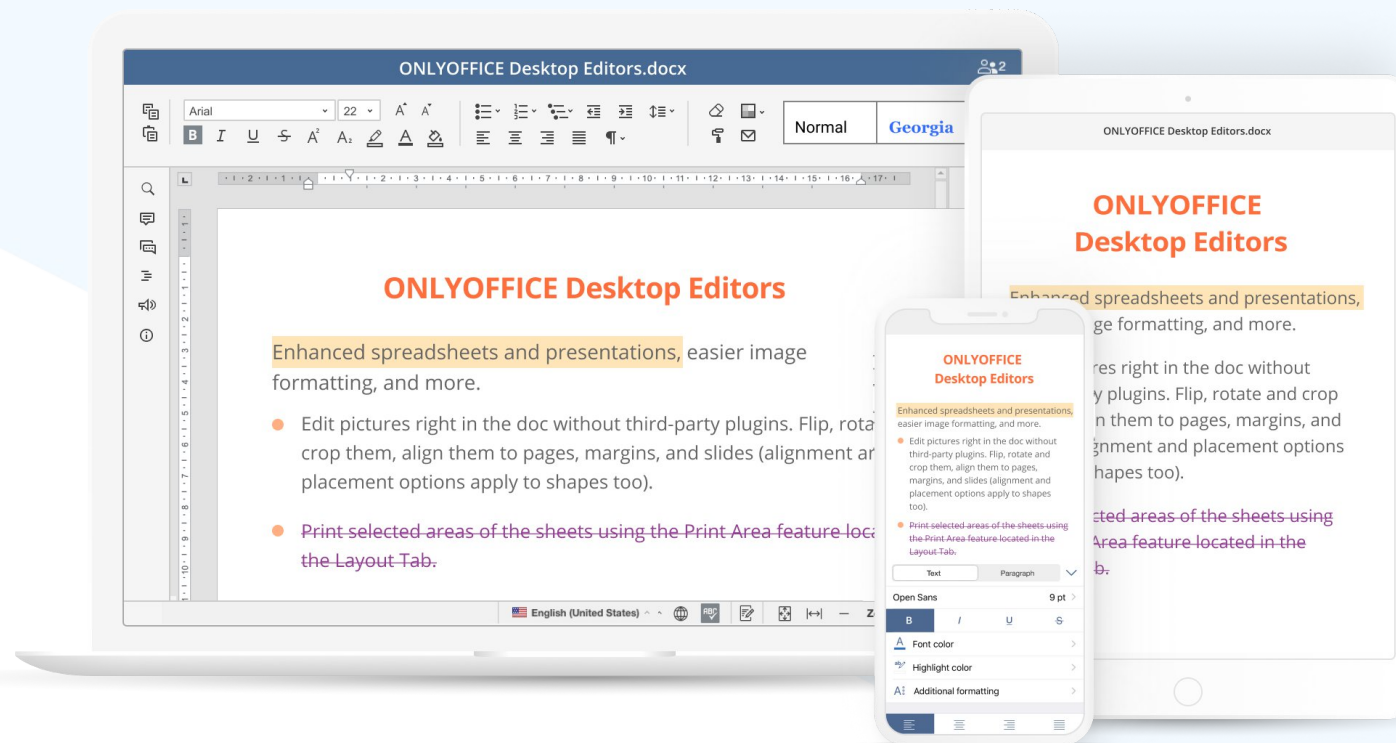 ONLYOFFICE Desktop Editors.docx
2
Arial
22
Normal
Georgia
ONLYOFFICE Desktop Editors
Enhanced spreadsheets and presentations, easier image
formatting, and more.
Edit pictures right in the doc without third-party plugins. Flip,
crop them, align them to pages, margins, and slides (alignment
placement options apply to shapes too).
Print selected areas of the sheets using the Print Area feature
the Layout Tab.
English (United States)
ONLYOFFICE Desktop Editors.docx
ONLYOFFICE
Desktop Editors
Enhanced spreadsheets and presentations,
formatting, and more.
right in the doc without
plugins. Flip, rotate and crop
them to pages, margins, and
and placement options
too).
areas of the sheets using
Area feature located in the
ONLYOFFICE
Desktop Editors
Enhanced spreadsheets and presentations,
easier image formatting, and more.
Edit pictures right in the doc without
third-party plugins. Flip, rotate and
crop them, align them to pages,
margins, and slides (alignment and
placement options apply to shapes
too).
Print selected areas of the sheets using
the Print Area feature located in the
Layout Tab.
Text Paragraph
Open Sans 9 pt
B I U S
Font color
Highlight color
Additional formatting